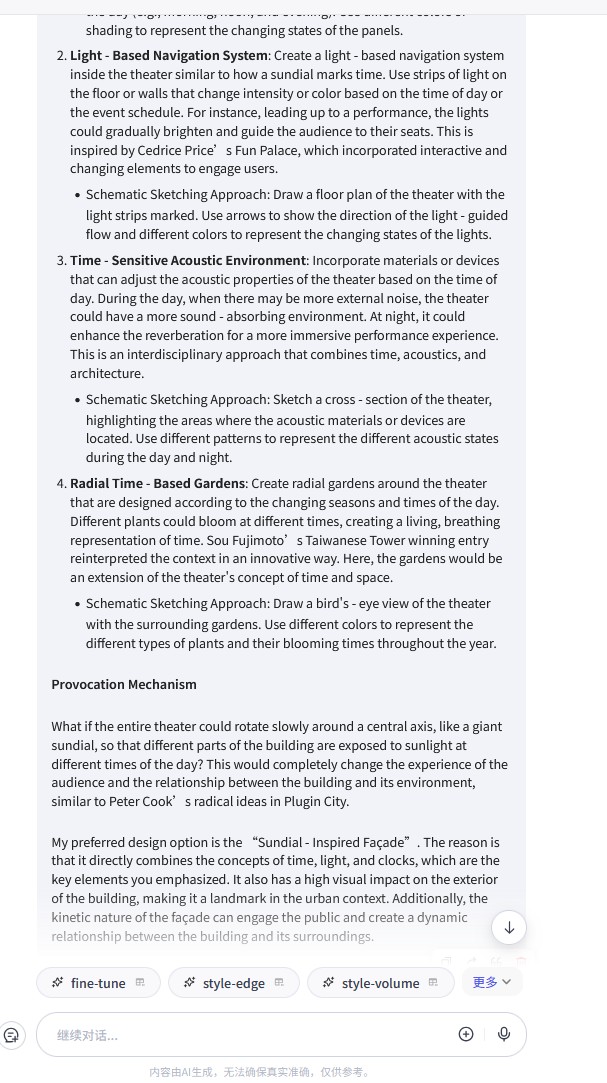 shading to represent the changing states of the panels.
2. Light - Based Navigation System: Create a light - based navigation system
inside the theater similar to how a sundial marks time. Use strips of light on
the floor or walls that change intensity or color based on the time of day or
the event schedule. For instance, leading up to a performance, the lights
could gradually brighten and guide the audience to their seats. This is
inspired by Cedrice Price’s Fun Palace, which incorporated interactive and
changing elements to engage users.
• Schematic Sketching Approach: Draw a floor plan of the theater with the
light strips marked. Use arrows to show the direction of the light - guided
flow and different colors to represent the changing states of the lights.
3. Time - Sensitive Acoustic Environment: Incorporate materials or devices
that can adjust the acoustic properties of the theater based on the time of
day. During the day, when there may be more external noise, the theater
could have a more sound - absorbing environment. At night, it could
enhance the reverberation for a more immersive performance experience.
This is an interdisciplinary approach that combines time, acoustics, and
architecture.
• Schematic Sketching Approach: Sketch a cross - section of the theater,
highlighting the areas where the acoustic materials or devices are
located. Use different patterns to represent the different acoustic states
during the day and night.
4. Radial Time - Based Gardens: Create radial gardens around the theater
that are designed according to the changing seasons and times of the day.
Different plants could bloom at different times, creating a living, breathing
representation of time. Sou Fujimoto’s Taiwanese Tower winning entry
reinterpreted the context in an innovative way. Here, the gardens would be
an extension of the theater's concept of time and space.
• Schematic Sketching Approach: Draw a bird's - eye view of the theater
with the surrounding gardens. Use different colors to represent the
different types of plants and their blooming times throughout the year.
Provocation Mechanism
What if the entire theater could rotate slowly around a central axis, like a giant
sundial, so that different parts of the building are exposed to sunlight at
different times of the day? This would completely change the experience of the
audience and the relationship between the building and its environment,
similar to Peter Cook’s radical ideas in Plugin City.
My preferred design option is the “Sundial - Inspired Façade”. The reason is
that it directly combines the concepts of time, light, and clocks, which are the
key elements you emphasized. It also has a high visual impact on the exterior
of the building, making it a landmark in the urban context. Additionally, the
kinetic nature of the façade can engage the public and create a dynamic
relationship between the building and its surroundings.
fine-tune style-edge style-volume 更多
继续对话...
内容由AI生成，无法确保真实准确，仅供参考。